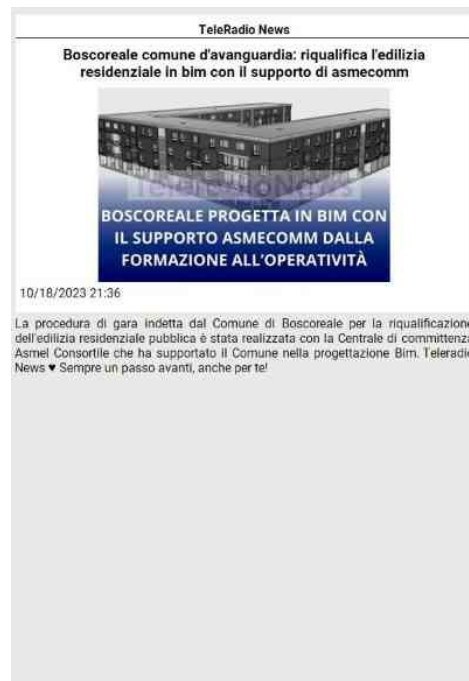 TeleRadio News
Boscoreale comune d'avanguardia: riqualifica l'edilizia
residenziale in bim con il supporto di asmecomm
TeleradioNews
BOSCOREALE PROGETTA IN BIM CON
IL SUPPORTO ASMECOMM DALLA
FORMAZIONE ALL'OPERATIVITÀ
10/18/2023 21:36
La procedura di gara indetta dal Comune di Boscoreale per la riqualificazione
dell'edilizia residenziale pubblica è stata realizzata con la Centrale di committenza
Asmel Consortile che ha supportato il Comune nella progettazione Bim. Teleradio
News ♥ Sempre un passo avanti, anche per te!